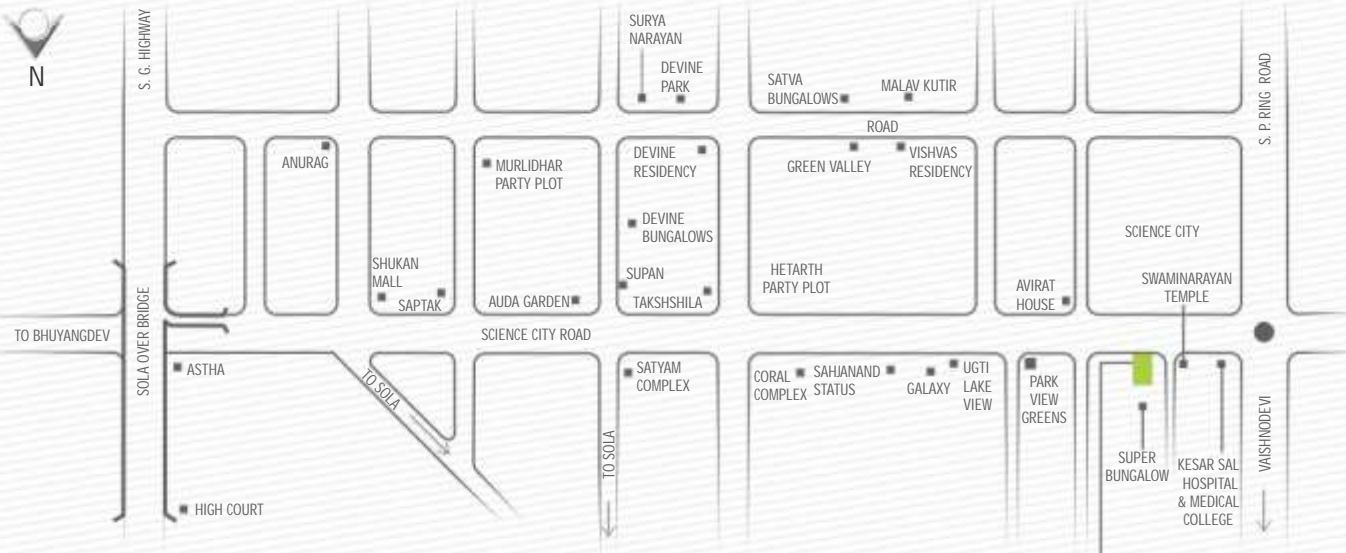 N
S. G. HIGHWAY
SURYA
NARAYAN
DEVINE
PARK
SATVA
BUNGALOWS
MALAV KUTIR
S. P. RING ROAD
ROAD
ANURAG
MURLIDHAR
PARTY PLOT
DEVINE
RESIDENCY
GREEN VALLEY
VISHVAS
RESIDENCY
DEVINE
BUNGALOWS
SCIENCE CITY
SHUKAN
MALL
SAPTAK
AUDA GARDEN
SUPAN
TAKSHSHILA
HETARTH
PARTY PLOT
AVIRAT
HOUSE
SWAMINARAYAN
TEMPLE
TO BHUYANGDEV
SOLA OVER BRIDGE
SCIENCE CITY ROAD
ASTHA
TO SOLA
SATYAM
COMPLEX
CORAL
COMPLEX
SAHJANAND
STATUS
GALAXY
UGTI
LAKE
VIEW
PARK
VIEW
GREENS
SUPER
BUNGALOW
KESAR SAL
HOSPITAL
& MEDICAL
COLLEGE
VAISHNODEVI
TO SOLA
HIGH COURT